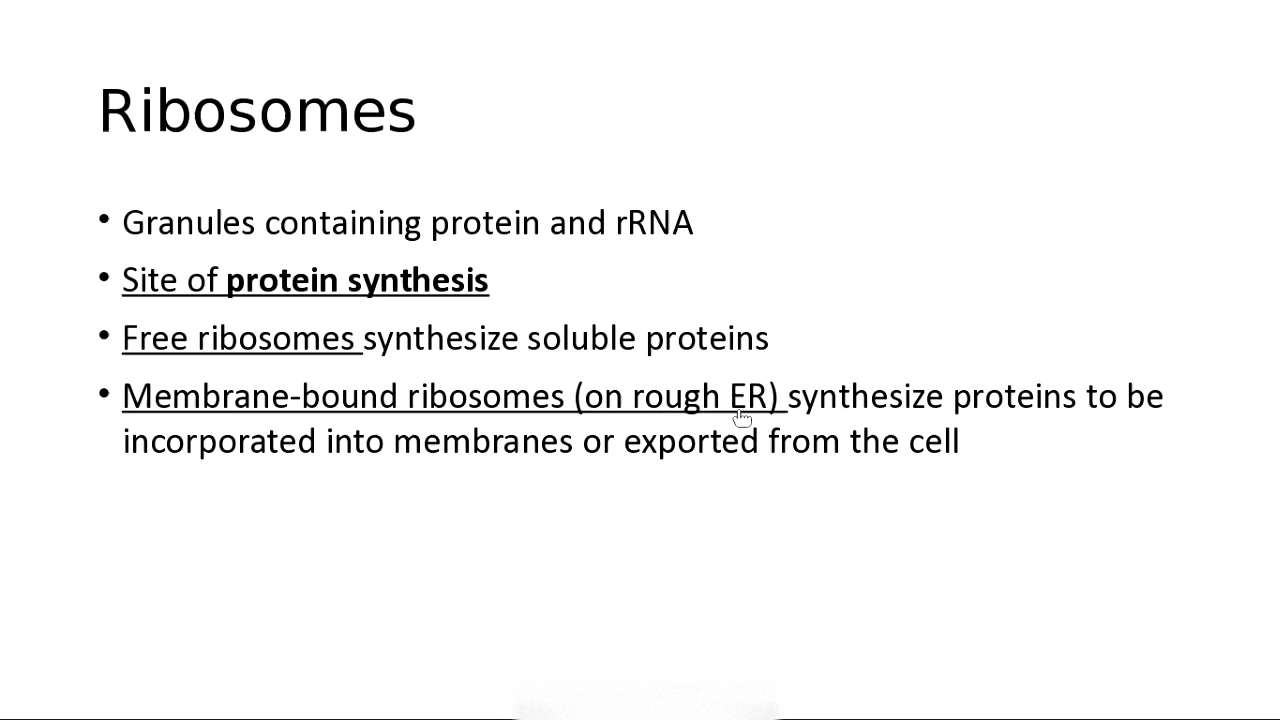 Ribosomes
• Granules containing protein and rRNA
• Site of protein synthesis
• Free ribosomes synthesize soluble proteins
• Membrane-bound ribosomes (on rough ER) synthesize proteins to be
incorporated into membranes or exported from the cell